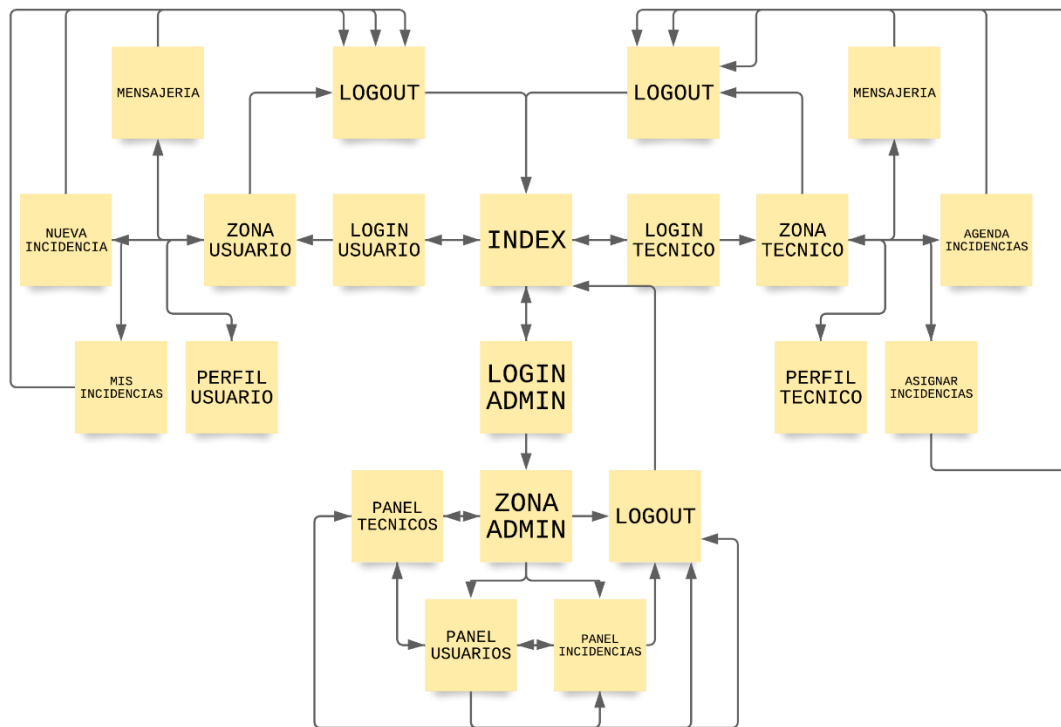 MENSAJERIA
LOGOUT
LOGOUT
MENSAJERIA
NUEVA
INCIDENCIA
ZONA
USUARIO
LOGIN
USUARIO
INDEX
LOGIN
TECNICO
ZONA
TECNICO
AGENDA
INCIDENCIAS
MIS
INCIDENCIAS
PERFIL
USUARIO
LOGIN
ADMIN
PERFIL
TECNICO
ASIGNAR
INCIDENCIAS
PANEL
TECNICOS
ZONA
ADMIN
LOGOUT
PANEL
USUARIOS
PANEL
INCIDENCIAS